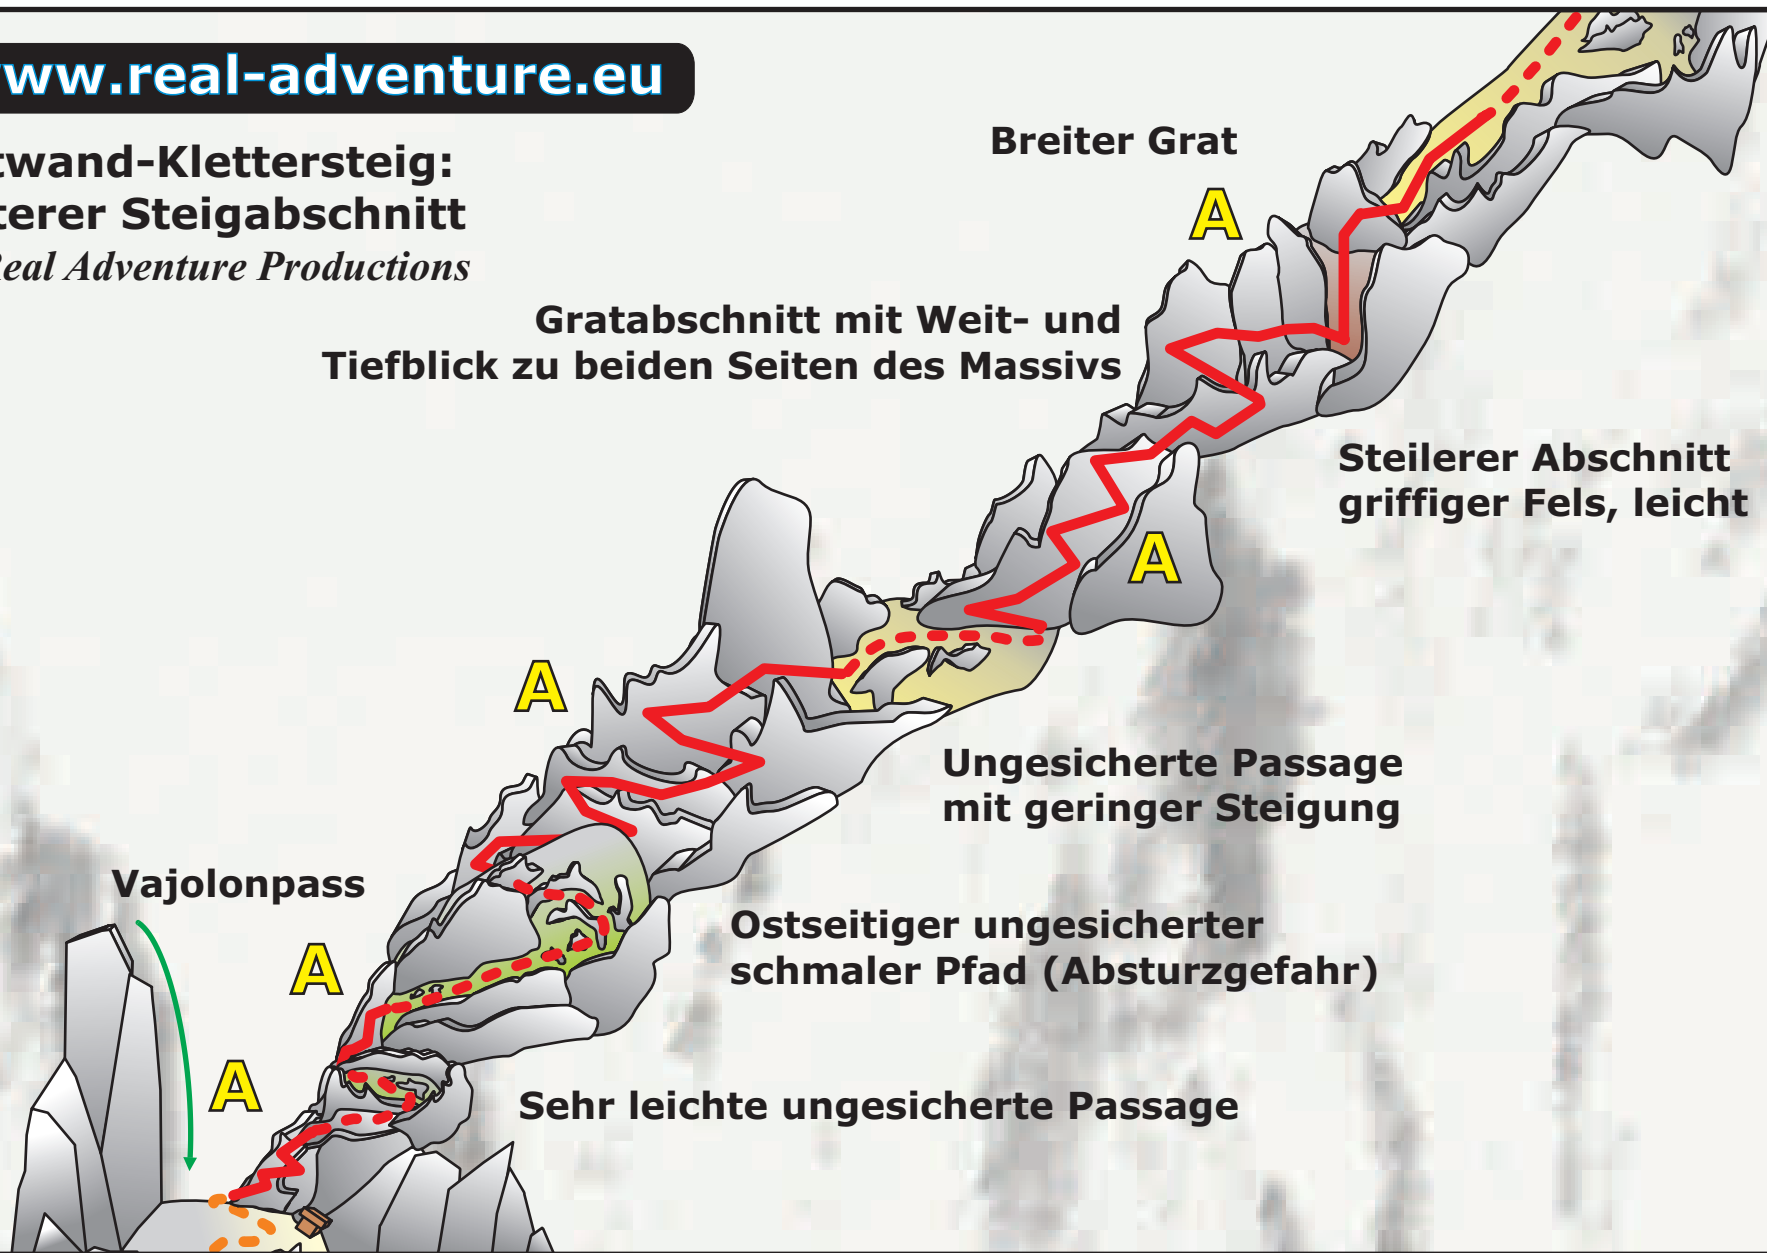 ww.real-adventure.eu
twand-Klettersteig:
terer Steigabschnitt
Real Adventure Productions
Breiter Grat
A
Gratabschnitt mit Weit- und
Tiefblick zu beiden Seiten des Massivs
Steilerer Abschnitt
griffiger Fels, leicht
A
A
Ungesicherte Passage
mit geringer Steigung
Vajolonpass
Ostseitiger ungesicherter
schmaler Pfad (Absturzgefahr)
A
A
Sehr leichte ungesicherte Passage